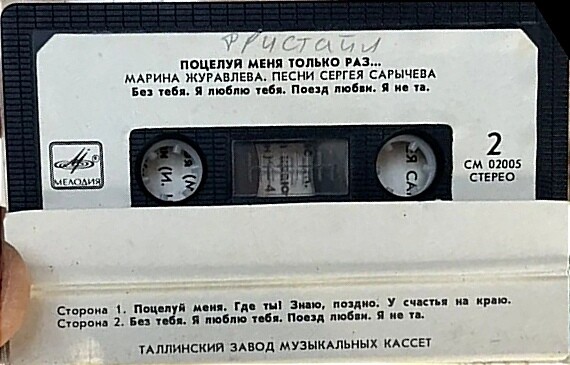 ФРИСТАЙЛ
ПОЦЕЛУЙ МЕНЯ ТОЛЬКО РАЗ...
МАРИНА ЖУРАВЛЕВА. ПЕСНИ СЕРГЕЯ САРЫЧЕВА
Без тебя. Я люблю тебя. Поезд любви. Я не та.
МЕЛОДИЯ
2
СМ 02005
СТЕРЕО
Сторона 1. Поцелуй меня. Где ты! Знаю, поздно. У счастья на краю.
Сторона 2. Без тебя. Я люблю тебя. Поезд любви. Я не та.
ТАЛЛИНСКИЙ ЗАВОД МУЗЫКАЛЬНЫХ КАССЕТ